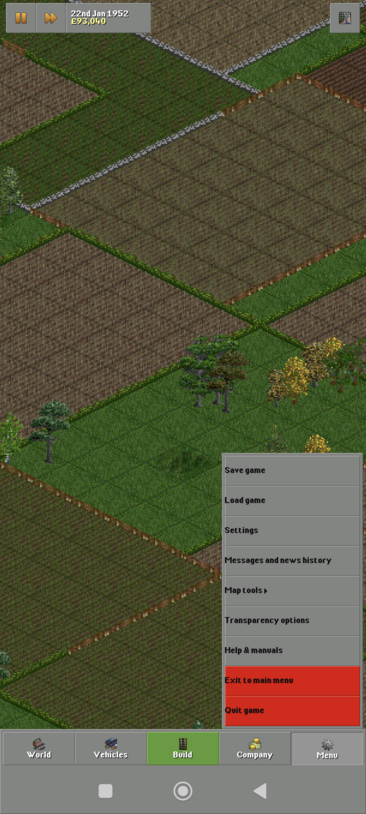 22nd Jan 1952
£93,040
Save game
Load game
Settings
Messages and news history
Map tools
Transparency options
Help & manuals
Exit to main menu
Quit game
World
Vehicles
Build
Company
Menu